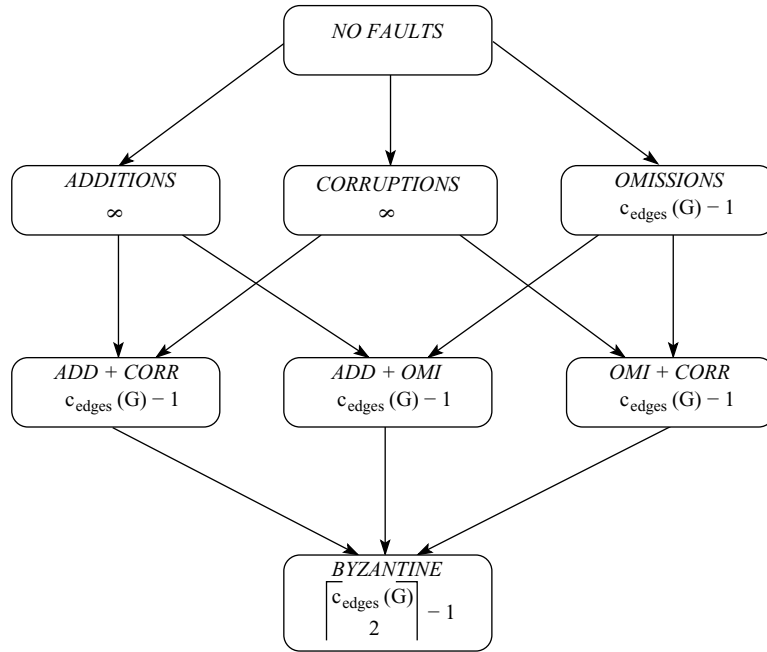 NO FAULTS
ADDITIONS
∞
CORRUPTIONS
∞
OMISSIONS
c_edges (G) − 1
ADD + CORR
c_edges (G) − 1
ADD + OMI
c_edges (G) − 1
OMI + CORR
c_edges (G) − 1
BYZANTINE
⌈c_edges (G)
2⌉ − 1